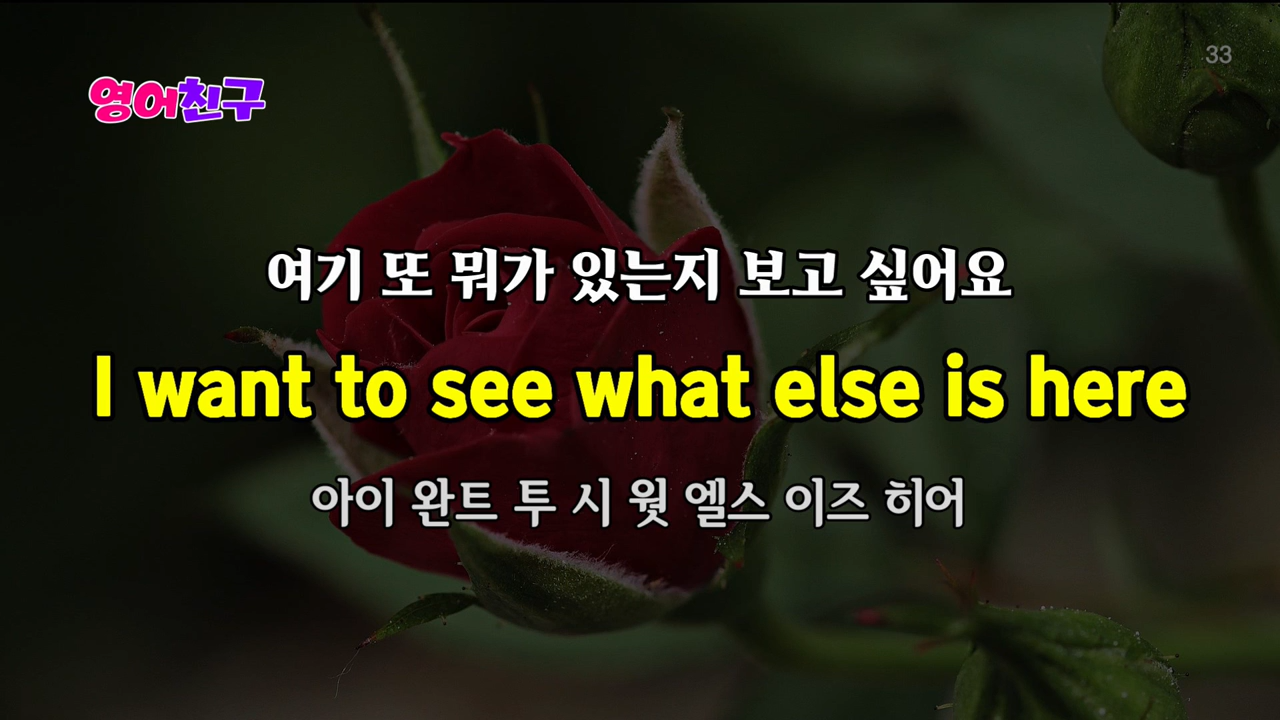 33
영어친구
여기 또 뭐가 있는지 보고 싶어요
I want to see what else is here
아이 완트 투 시 웟 엘스 이즈 히어